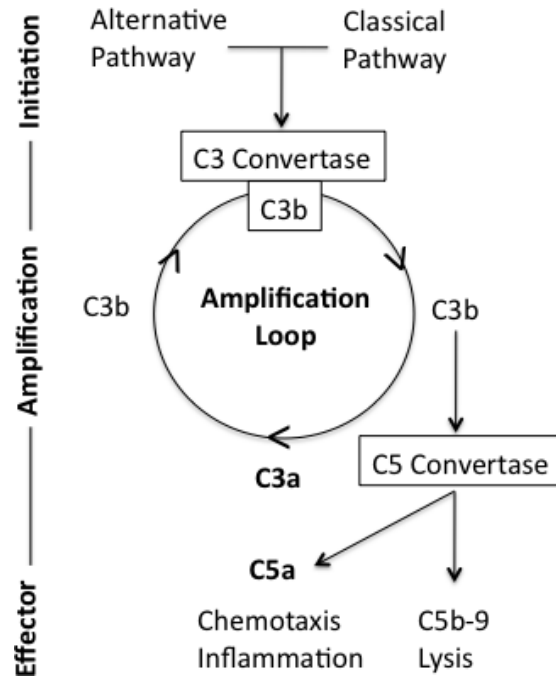 Alternative
Pathway
Classical
Pathway
Initiation
C3 Convertase
C3b
Amplification
C3b
Amplification
Loop
C3b
C3a
C5 Convertase
Effector
C5a
Chemotaxis
Inflammation
C5b-9
Lysis